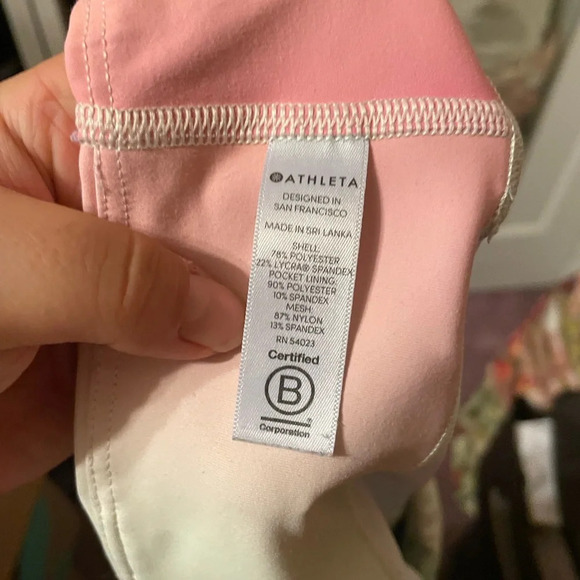 ATHLETA
DESIGNED IN
SAN FRANCISCO
MADE IN SRI LANKA
SHELL:
78% POLYESTER
22% LYCRA® SPANDEX
POCKET LINING:
90% POLYESTER
10% SPANDEX
MESH:
87% NYLON
13% SPANDEX
RN 54023
Certified
B
®
Corporation